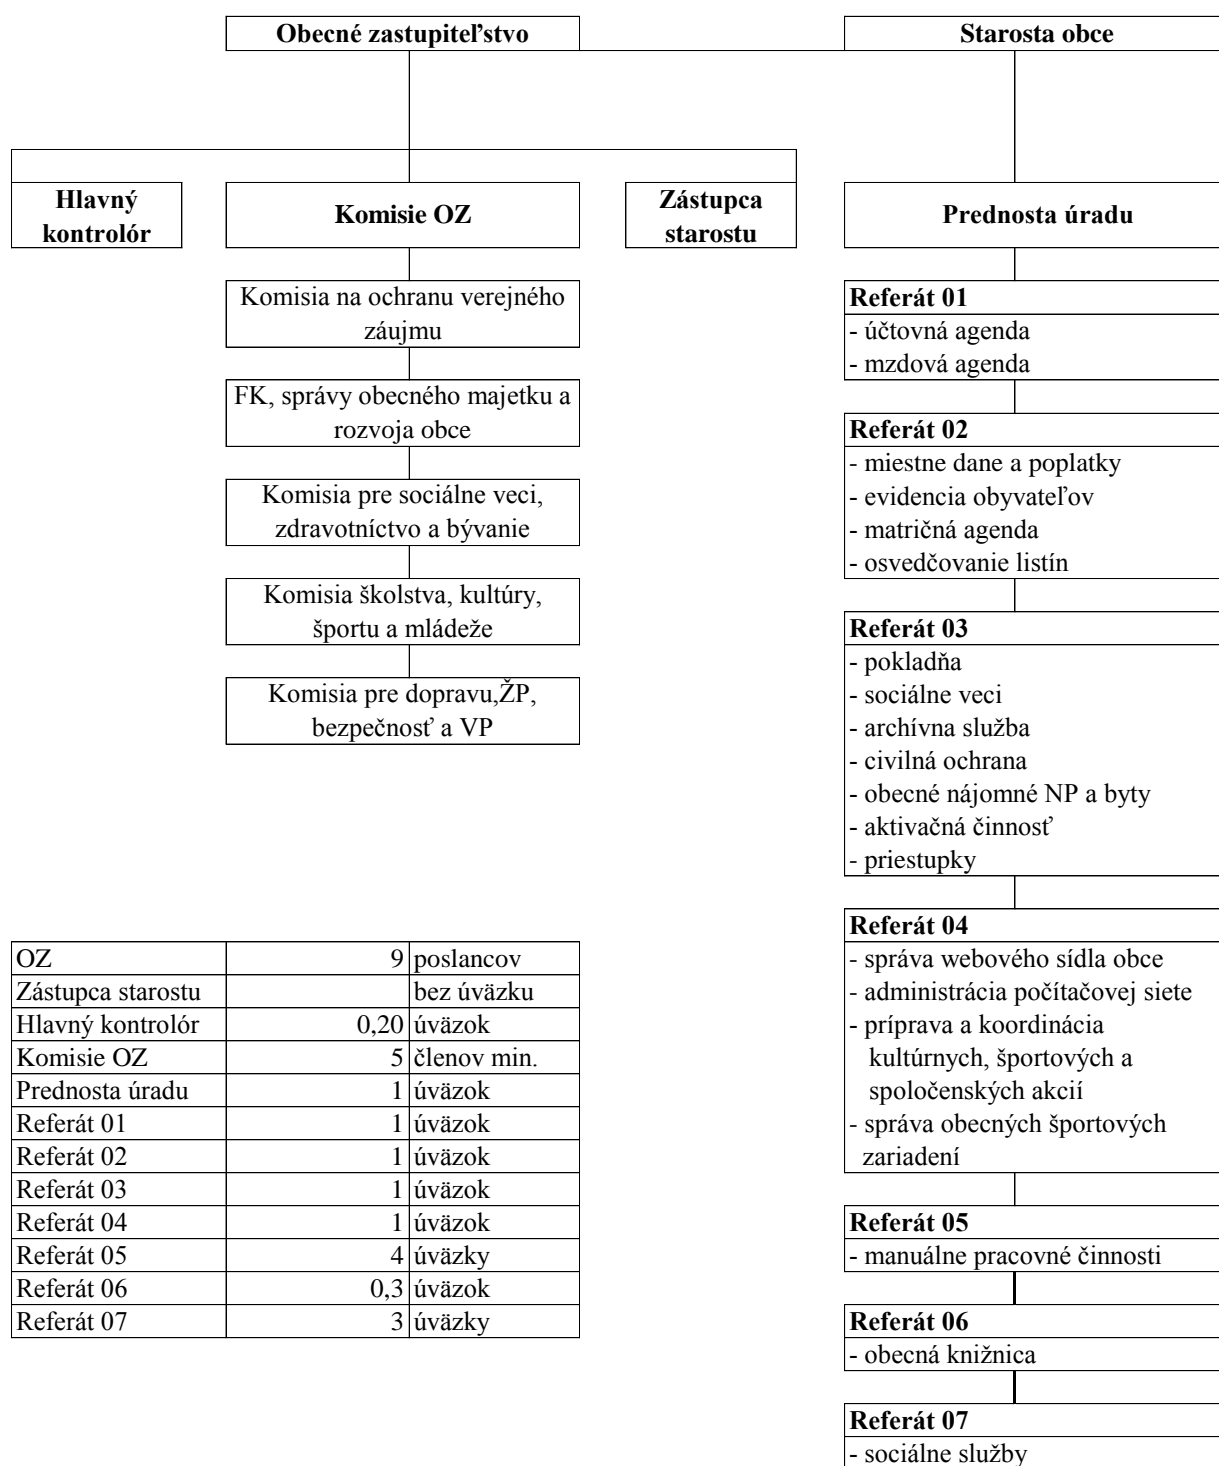 Obecné zastupiteľstvo
Starosta obce
Hlavný
kontrolór
Komisie OZ
Zástupca
starostu
Prednosta úradu
Komisia na ochranu verejného
záujmu
FK, správy obecného majetku a
rozvoja obce
Komisia pre sociálne veci,
zdravotníctvo a bývanie
Komisia školstva, kultúry,
športu a mládeže
Komisia pre dopravu,ŽP,
bezpečnosť a VP
Referát 01
- účtovná agenda
- mzdová agenda
Referát 02
- miestne dane a poplatky
- evidencia obyvateľov
- matričná agenda
- osvedčovanie listín
Referát 03
- pokladňa
- sociálne veci
- archívna služba
- civilná ochrana
- obecné nájomné NP a byty
- aktivačná činnosť
- priestupky
Referát 04
- správa webového sídla obce
- administrácia počítačovej siete
- príprava a koordinácia
kultúrnych, športových a
spoločenských akcií
- správa obecných športových
zariadení
Referát 05
- manuálne pracovné činnosti
Referát 06
- obecná knižnica
Referát 07
- sociálne služby
OZ 9 poslancov
Zástupca starostu bez úväzku
Hlavný kontrolór 0,20 úväzok
Komisie OZ 5 členov min.
Prednosta úradu 1 úväzok
Referát 01 1 úväzok
Referát 02 1 úväzok
Referát 03 1 úväzok
Referát 04 1 úväzok
Referát 05 4 úväzky
Referát 06 0,3 úväzok
Referát 07 3 úväzky